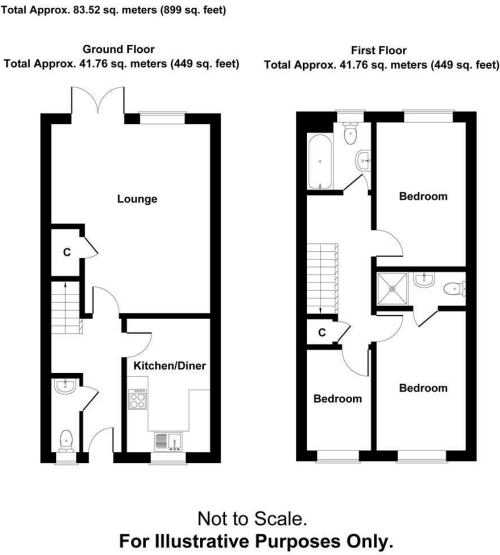 Total Approx. 83.52 sq. meters (899 sq. feet)
Ground Floor
Total Approx. 41.76 sq. meters (449 sq. feet)
First Floor
Total Approx. 41.76 sq. meters (449 sq. feet)
Lounge
C
Kitchen/Diner
Bedroom
C
Bedroom
Bedroom
Not to Scale.
For Illustrative Purposes Only.